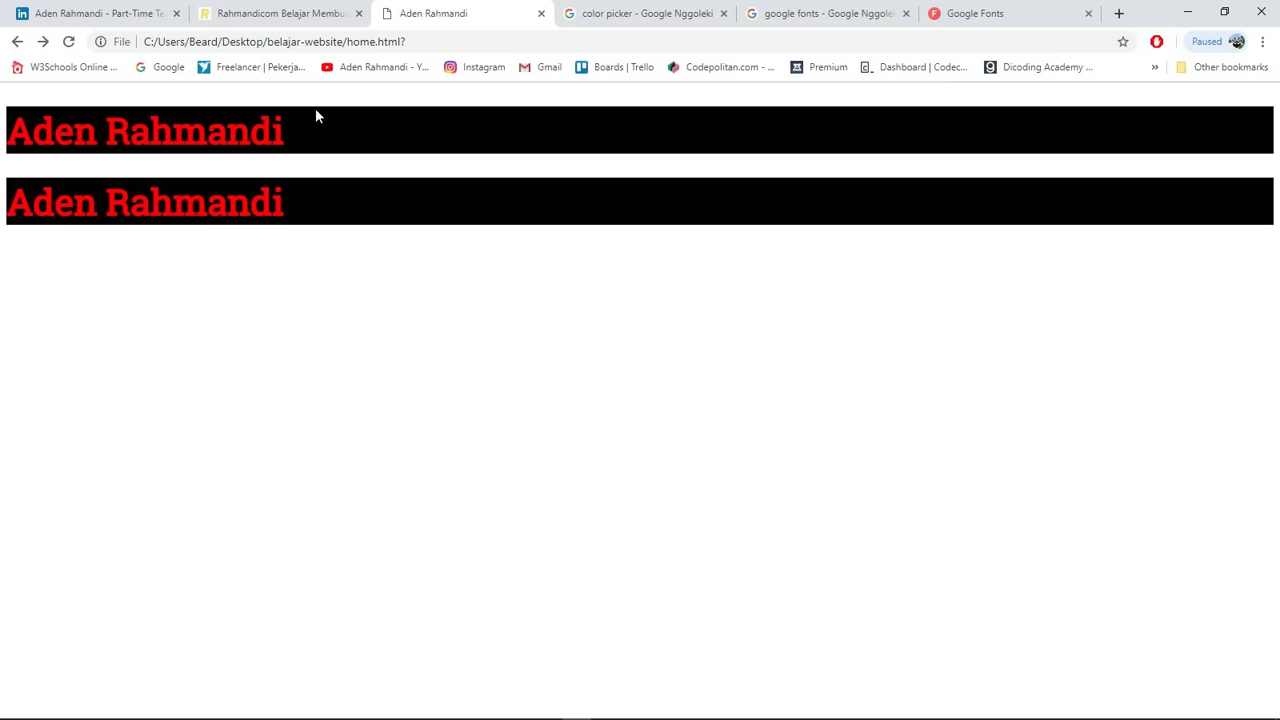 Aden Rahmandi - Part-Time Te
Rahmandicom Belajar Membua
Aden Rahmandi
color picker - Google Nggoleki
google fonts - Google Nggolel
Google Fonts
File C:/Users/Beard/Desktop/belajar-website/home.html?
Paused
W3Schools Online ...
Google
Freelancer | Pekerja...
Aden Rahmandi - Y...
Instagram
Gmail
Boards | Trello
Codepolitan.com - ...
Premium
Dashboard | Codec...
Dicoding Academy ...
»
Other bookmarks
Aden Rahmandi
Aden Rahmandi